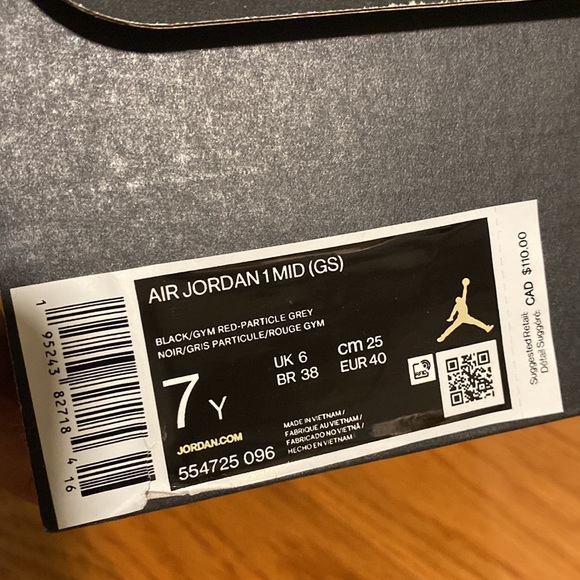 AIR JORDAN 1 MID (GS)
BLACK/GYM RED-PARTICLE GREY
NOIR/GRIS PARTICULE/ROUGE GYM
7 Y
UK 6
BR 38
cm 25
EUR 40
JORDAN.COM
554725 096
MADE IN VIETNAM /
FABRIQUE AU VIETNAM /
FABRICADO NO VIETNÃ /
HECHO EN VIETNAM
Suggested Retail:
Détail Suggéré:
CAD $110.00
1 95243 82718 4 16